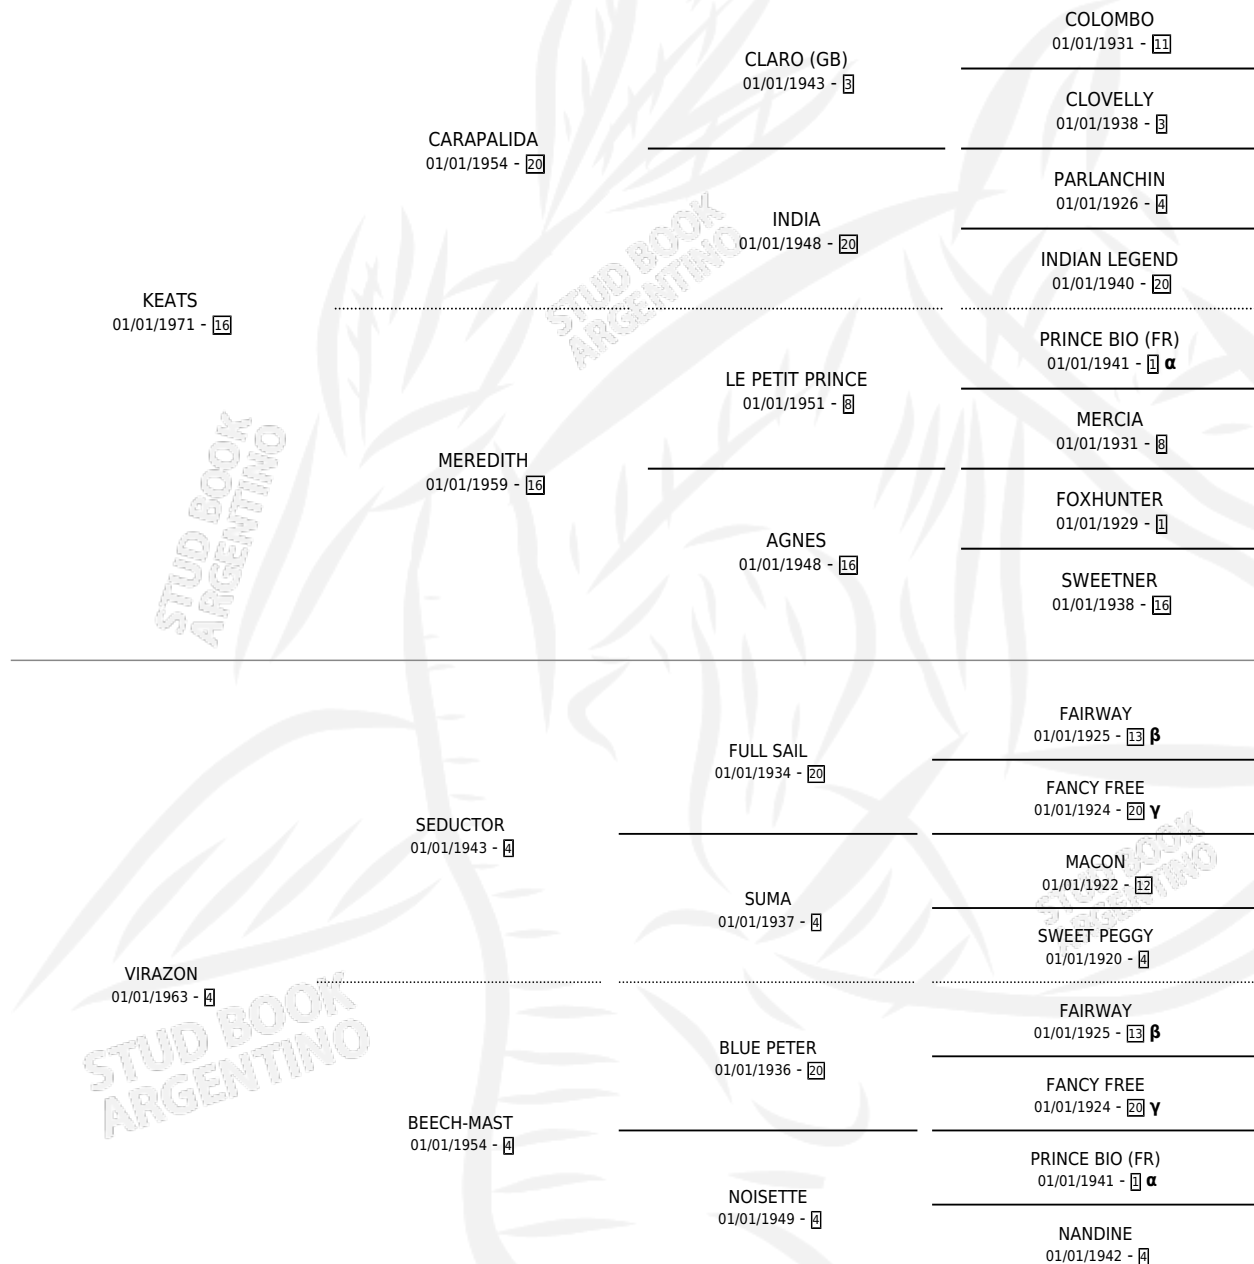 COLOMBO
01/01/1931 - 11
CLARO (GB)
01/01/1943 - 3
CLOVELLY
01/01/1938 - 3
CARAPALIDA
01/01/1954 - 20
PARLANCHIN
01/01/1926 - 4
INDIA
01/01/1948 - 20
INDIAN LEGEND
01/01/1940 - 20
KEATS
01/01/1971 - 16
PRINCE BIO (FR)
01/01/1941 - 1 α
LE PETIT PRINCE
01/01/1951 - 8
MERCIA
01/01/1931 - 8
MEREDITH
01/01/1959 - 16
FOXHUNTER
01/01/1929 - 1
AGNES
01/01/1948 - 16
SWEETNER
01/01/1938 - 16
FAIRWAY
01/01/1925 - 13 β
FULL SAIL
01/01/1934 - 20
FANCY FREE
01/01/1924 - 20 γ
SEDUCTOR
01/01/1943 - 4
MACON
01/01/1922 - 12
SUMA
01/01/1937 - 4
SWEET PEGGY
01/01/1920 - 4
VIRAZON
01/01/1963 - 4
FAIRWAY
01/01/1925 - 13 β
BLUE PETER
01/01/1936 - 20
FANCY FREE
01/01/1924 - 20 γ
BEECH-MAST
01/01/1954 - 4
PRINCE BIO (FR)
01/01/1941 - 1 α
NOISETTE
01/01/1949 - 4
NANDINE
01/01/1942 - 4
STUD BOOK
ARGENTINO
STUD BOOK
ARGENTINO
STUD BOOK
ARGENTINO
STUD BOOK
ARGENTINO